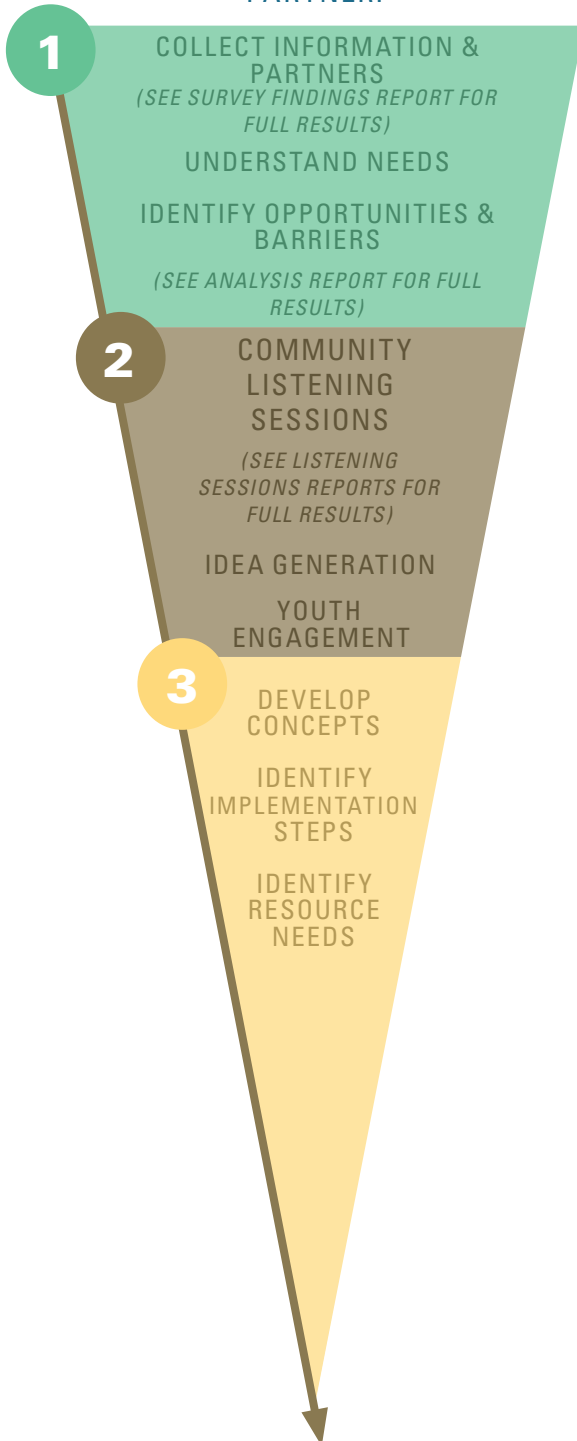 1
COLLECT INFORMATION &
PARTNERS
(SEE SURVEY FINDINGS REPORT FOR
FULL RESULTS)
UNDERSTAND NEEDS
IDENTIFY OPPORTUNITIES &
BARRIERS
(SEE ANALYSIS REPORT FOR FULL
RESULTS)
2
COMMUNITY
LISTENING
SESSIONS
(SEE LISTENING
SESSIONS REPORTS FOR
FULL RESULTS)
IDEA GENERATION
YOUTH
ENGAGEMENT
3
DEVELOP
CONCEPTS
IDENTIFY
IMPLEMENTATION
STEPS
IDENTIFY
RESOURCE
NEEDS